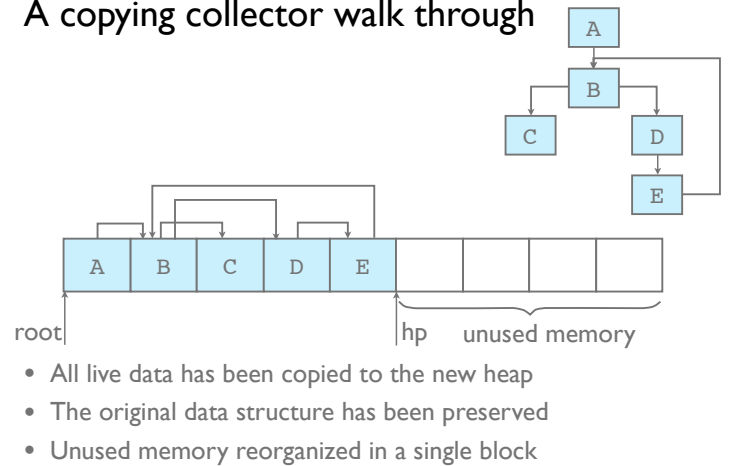 A copying collector walk through
A
B
C D
E
A B C D E
root hp unused memory
• All live data has been copied to the new heap
• The original data structure has been preserved
• Unused memory reorganized in a single block